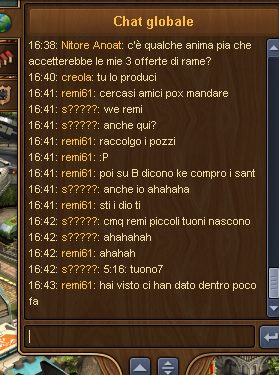 Chat globale
16:38: Nitore Anoat: c'è qualche anima pia che
accetterebbe le mie 3 offerte di rame?
16:40: creola: tu lo produci
16:41: remi61: cercasi amici pox mandare
16:41: s?????: vve remi
16:41: s?????: anche qui?
16:41: remi61: raccolgo i pozzi
16:41: remi61: :P
16:41: remi61: poi su B dicono ke compro i sant
16:41: s?????: anche io ahahaha
16:41: remi61: sti i dio ti
16:42: s?????: cmq remi piccoli tuoni nascono
16:42: s?????: ahahahah
16:42: remi61: ahahah
16:42: s?????: 5:16: tuono7
16:43: remi61: hai visto ci han dato dentro poco
fa